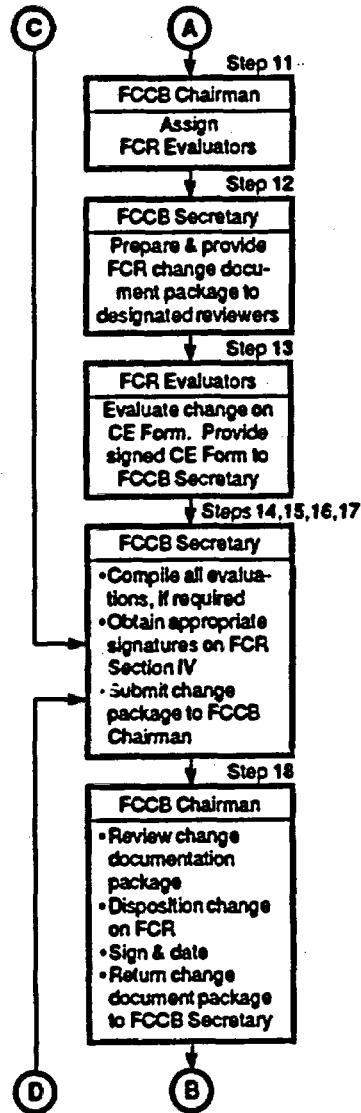 C
A
Step 11
FCCB Chairman
Assign
FCR Evaluators
Step 12
FCCB Secretary
Prepare & provide
FCR change docu-
ment package to
designated reviewers
Step 13
FCR Evaluators
Evaluate change on
CE Form. Provide
signed CE Form to
FCCB Secretary
Steps 14,15,16,17
FCCB Secretary
•Compile all evalua-
tions, if required
•Obtain appropriate
signatures on FCR
Section IV
• Submit change
package to FCCB
Chairman
Step 18
FCCB Chairman
•Review change
documentation
package
•Disposition change
on FCR
•Sign & date
•Return change
document package
to FCCB Secretary
D
B